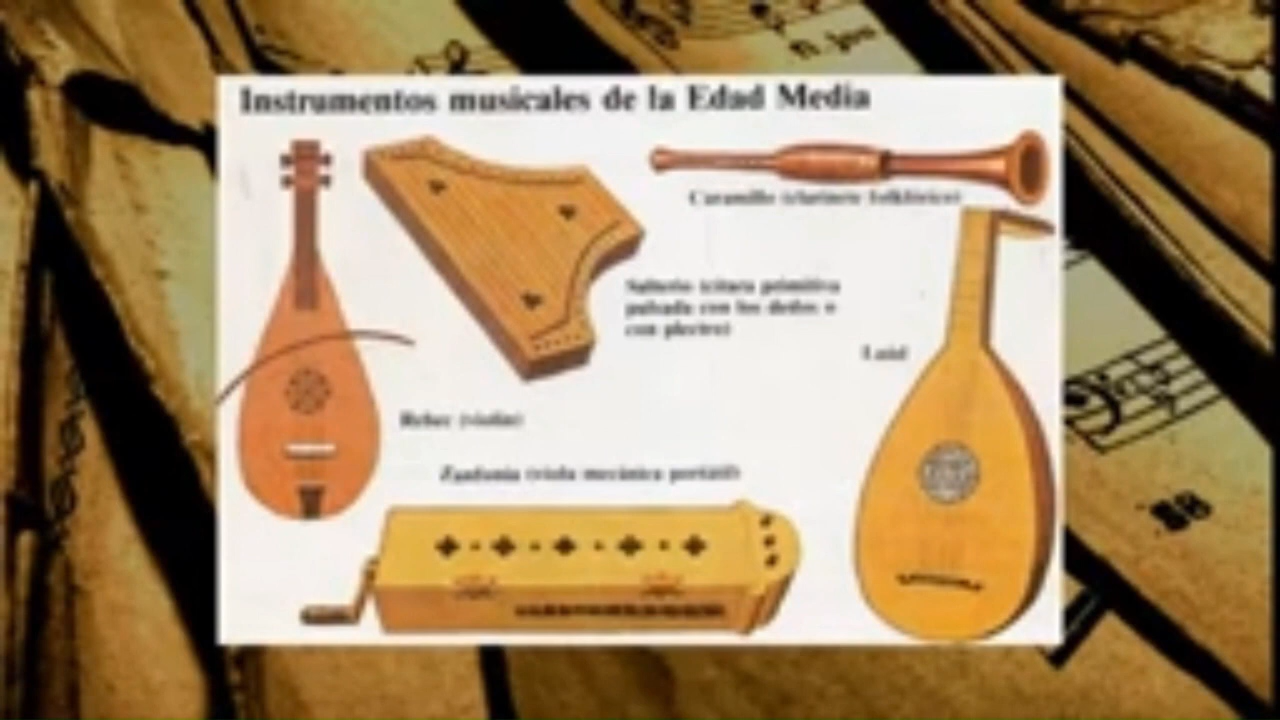 Instrumentos musicales de la Edad Media
Caramillo (clarinete folklórico)
Salterio (cítara primitiva
pulsada con los dedos o
con plectro)
Laúd
Rebec (violín)
Zanfonía (viola mecánica portátil)